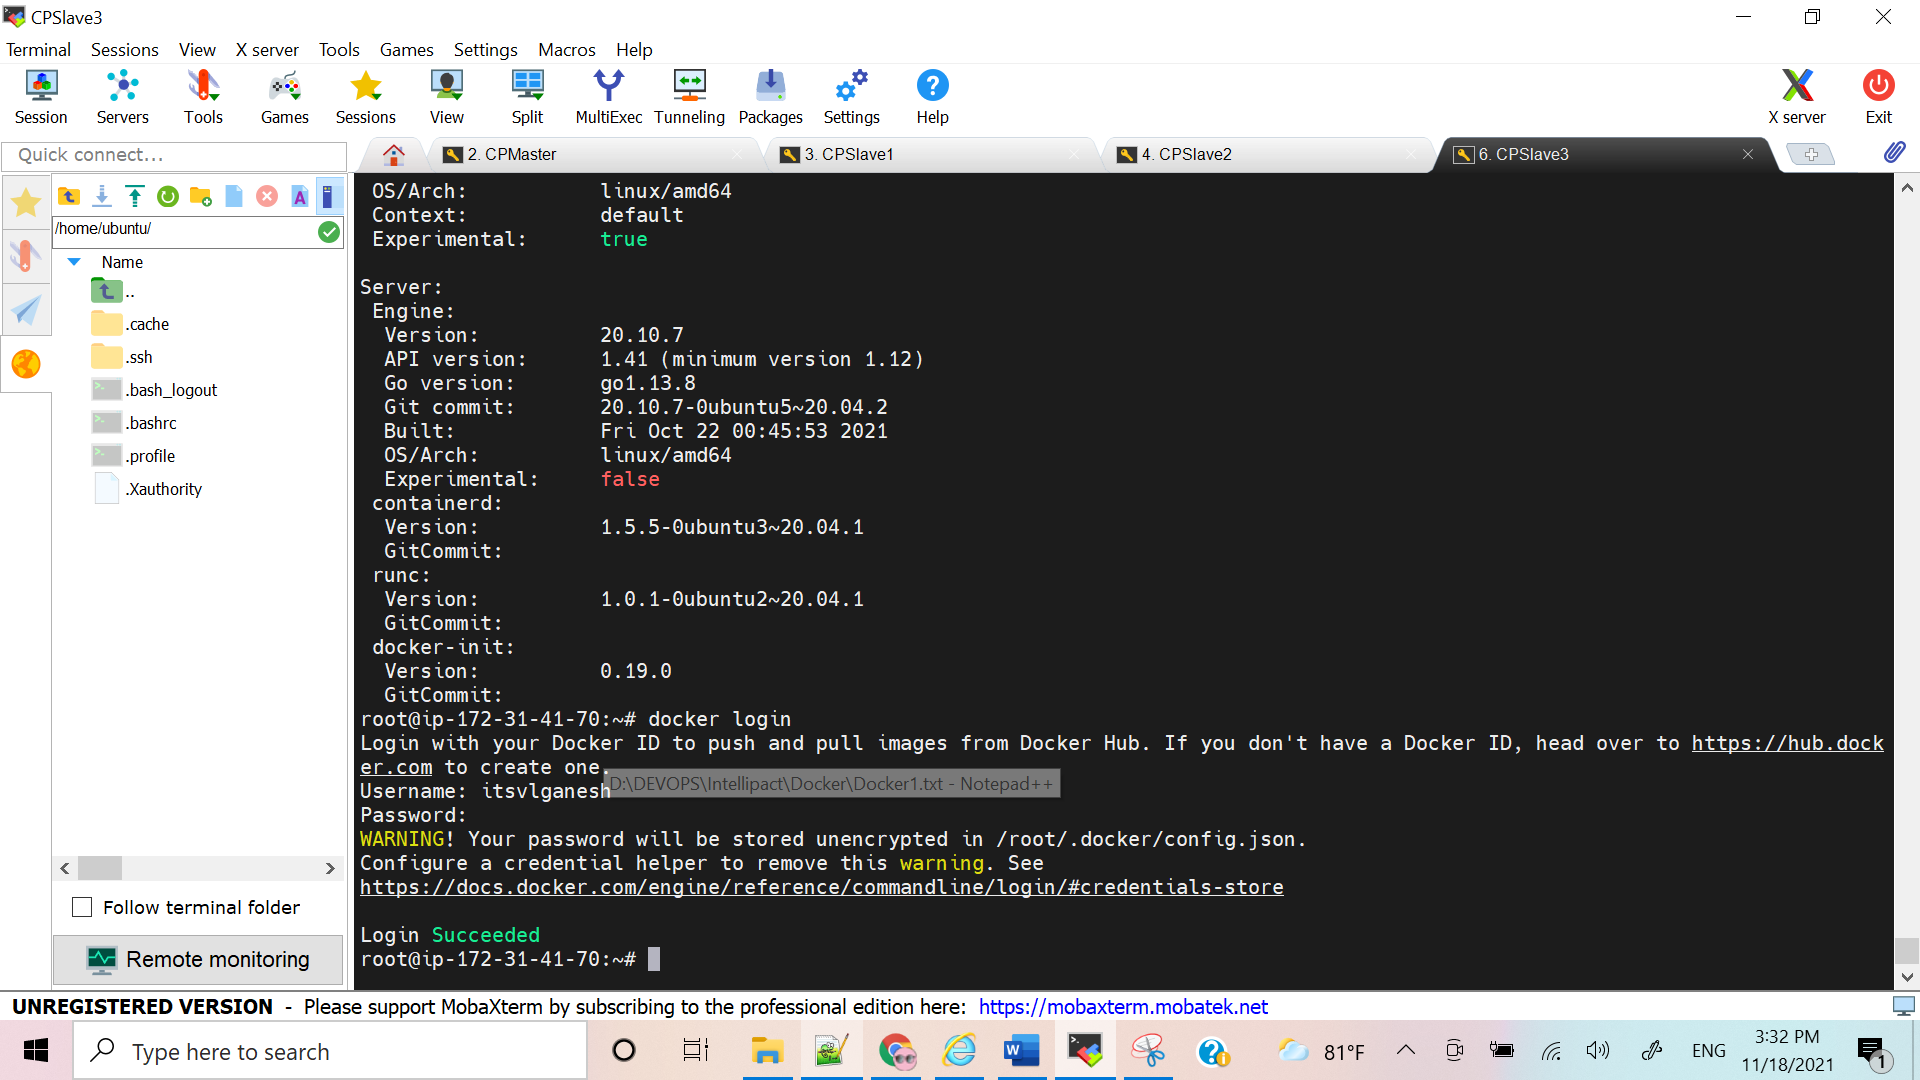 CPSlave3
Terminal Sessions View X server Tools Games Settings Macros Help
Session Servers Tools Games Sessions View Split MultiExec Tunneling Packages Settings Help X server Exit
Quick connect...
2. CPMaster
3. CPSlave1
4. CPSlave2
6. CPSlave3
/home/ubuntu/
Name
..
.cache
.ssh
.bash_logout
.bashrc
.profile
.Xauthority
Follow terminal folder
Remote monitoring
OS/Arch: linux/amd64
Context: default
Experimental: true
Server:
Engine:
Version: 20.10.7
API version: 1.41 (minimum version 1.12)
Go version: go1.13.8
Git commit: 20.10.7-0ubuntu5~20.04.2
Built: Fri Oct 22 00:45:53 2021
OS/Arch: linux/amd64
Experimental: false
containerd:
Version: 1.5.5-0ubuntu3~20.04.1
GitCommit:
runc:
Version: 1.0.1-0ubuntu2~20.04.1
GitCommit:
docker-init:
Version: 0.19.0
GitCommit:
root@ip-172-31-41-70:~# docker login
Login with your Docker ID to push and pull images from Docker Hub. If you don't have a Docker ID, head over to https://hub.dock
er.com to create one.
D:\DEVOPS\Intellipact\Docker\Docker1.txt - Notepad++
Username: itsvlganesh
Password:
WARNING! Your password will be stored unencrypted in /root/.docker/config.json.
Configure a credential helper to remove this warning. See
https://docs.docker.com/engine/reference/commandline/login/#credentials-store
Login Succeeded
root@ip-172-31-41-70:~#
UNREGISTERED VERSION - Please support MobaXterm by subscribing to the professional edition here: https://mobaxterm.mobatek.net
Type here to search
81°F
ENG
3:32 PM
11/18/2021
1